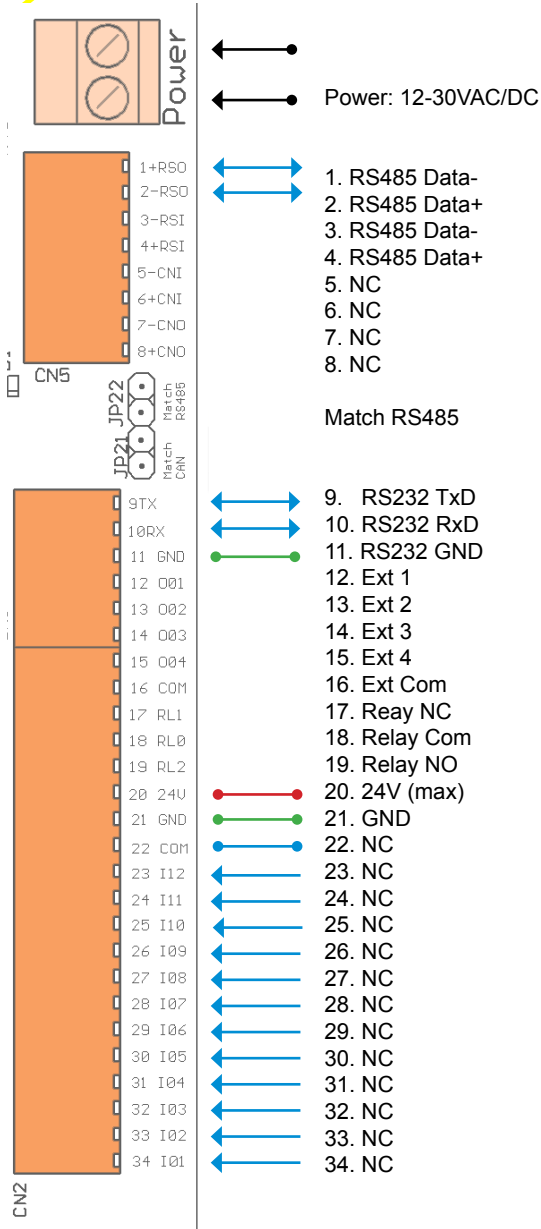 Power
Power: 12-30VAC/DC
1+RSO
2-RSO
3-RSI
4+RSI
5-CNI
6+CNI
7-CNO
8+CNO
CN5
1. RS485 Data-
2. RS485 Data+
3. RS485 Data-
4. RS485 Data+
5. NC
6. NC
7. NC
8. NC
JP22
Match
RS485
JP21
Match
CAN
Match RS485
9TX
10RX
11 GND
12 O01
13 O02
14 O03
15 O04
16 COM
17 RL1
18 RL0
19 RL2
20 24V
21 GND
22 COM
23 I12
24 I11
25 I10
26 I09
27 I08
28 I07
29 I06
30 I05
31 I04
32 I03
33 I02
34 I01
CN2
9. RS232 TxD
10. RS232 RxD
11. RS232 GND
12. Ext 1
13. Ext 2
14. Ext 3
15. Ext 4
16. Ext Com
17. Reay NC
18. Relay Com
19. Relay NO
20. 24V (max)
21. GND
22. NC
23. NC
24. NC
25. NC
26. NC
27. NC
28. NC
29. NC
30. NC
31. NC
32. NC
33. NC
34. NC